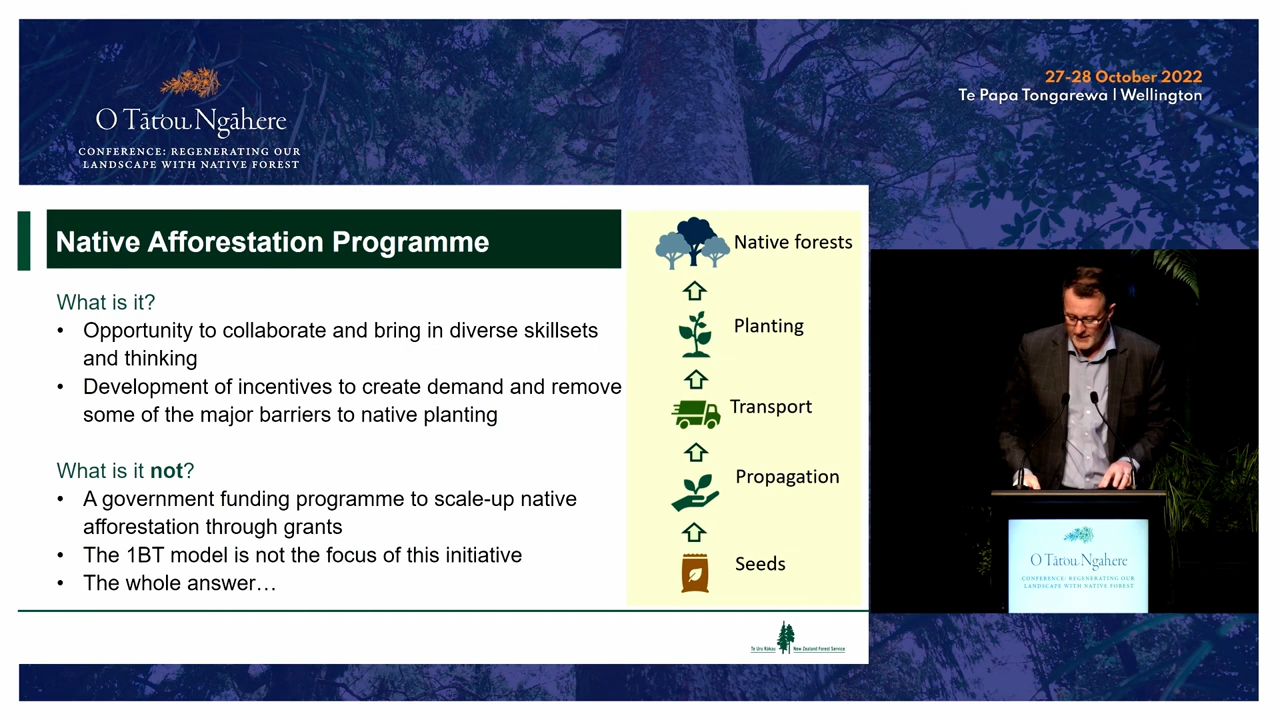 O Tātou Ngāhere
CONFERENCE: REGENERATING OUR
LANDSCAPE WITH NATIVE FOREST
27-28 October 2022
Te Papa Tongarewa | Wellington
Native Afforestation Programme
What is it?
• Opportunity to collaborate and bring in diverse skillsets
and thinking
• Development of incentives to create demand and remove
some of the major barriers to native planting
What is it not?
• A government funding programme to scale-up native
afforestation through grants
• The 1BT model is not the focus of this initiative
• The whole answer…
Native forests
Planting
Transport
Propagation
Seeds
Te Uru Rākau New Zealand Forest Service
O Tātou Ngāhere
CONFERENCE: REGENERATING OUR
LANDSCAPE WITH NATIVE FOREST